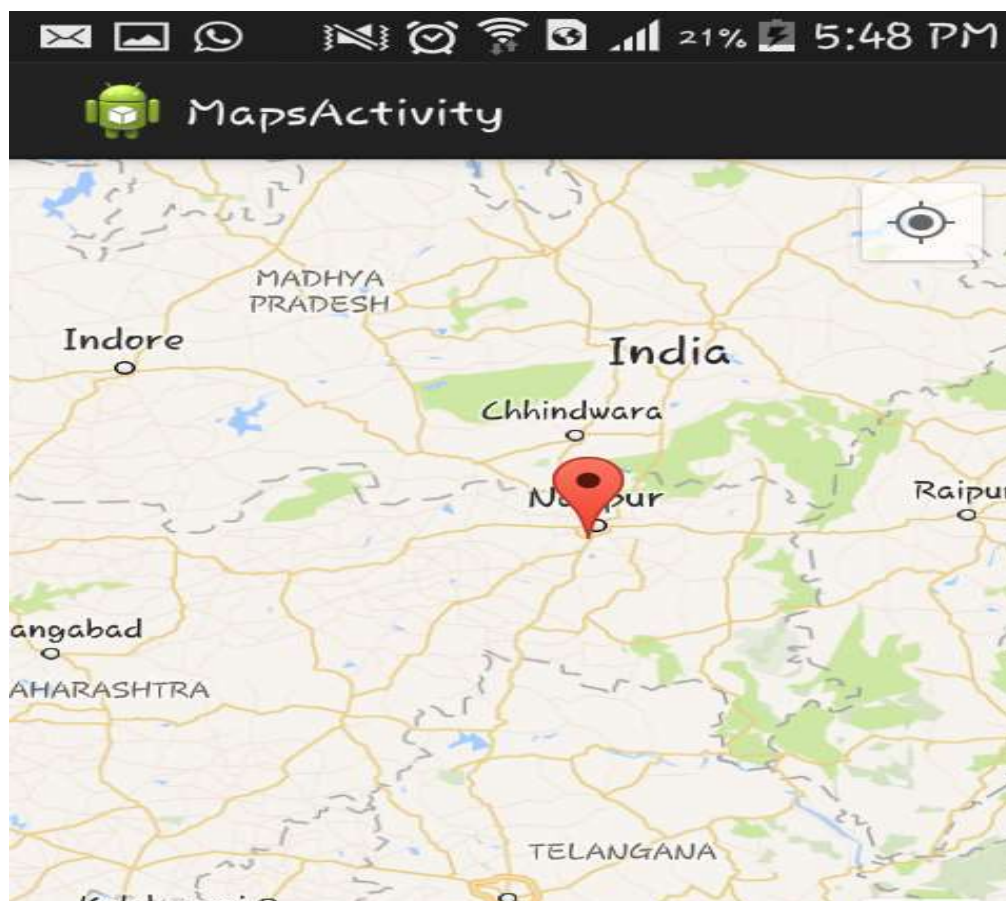 21% 5:48 PM
MapsActivity
MADHYA
PRADESH
Indore
India
Chhindwara
Raipur
angabad
AHARASHTRA
TELANGANA